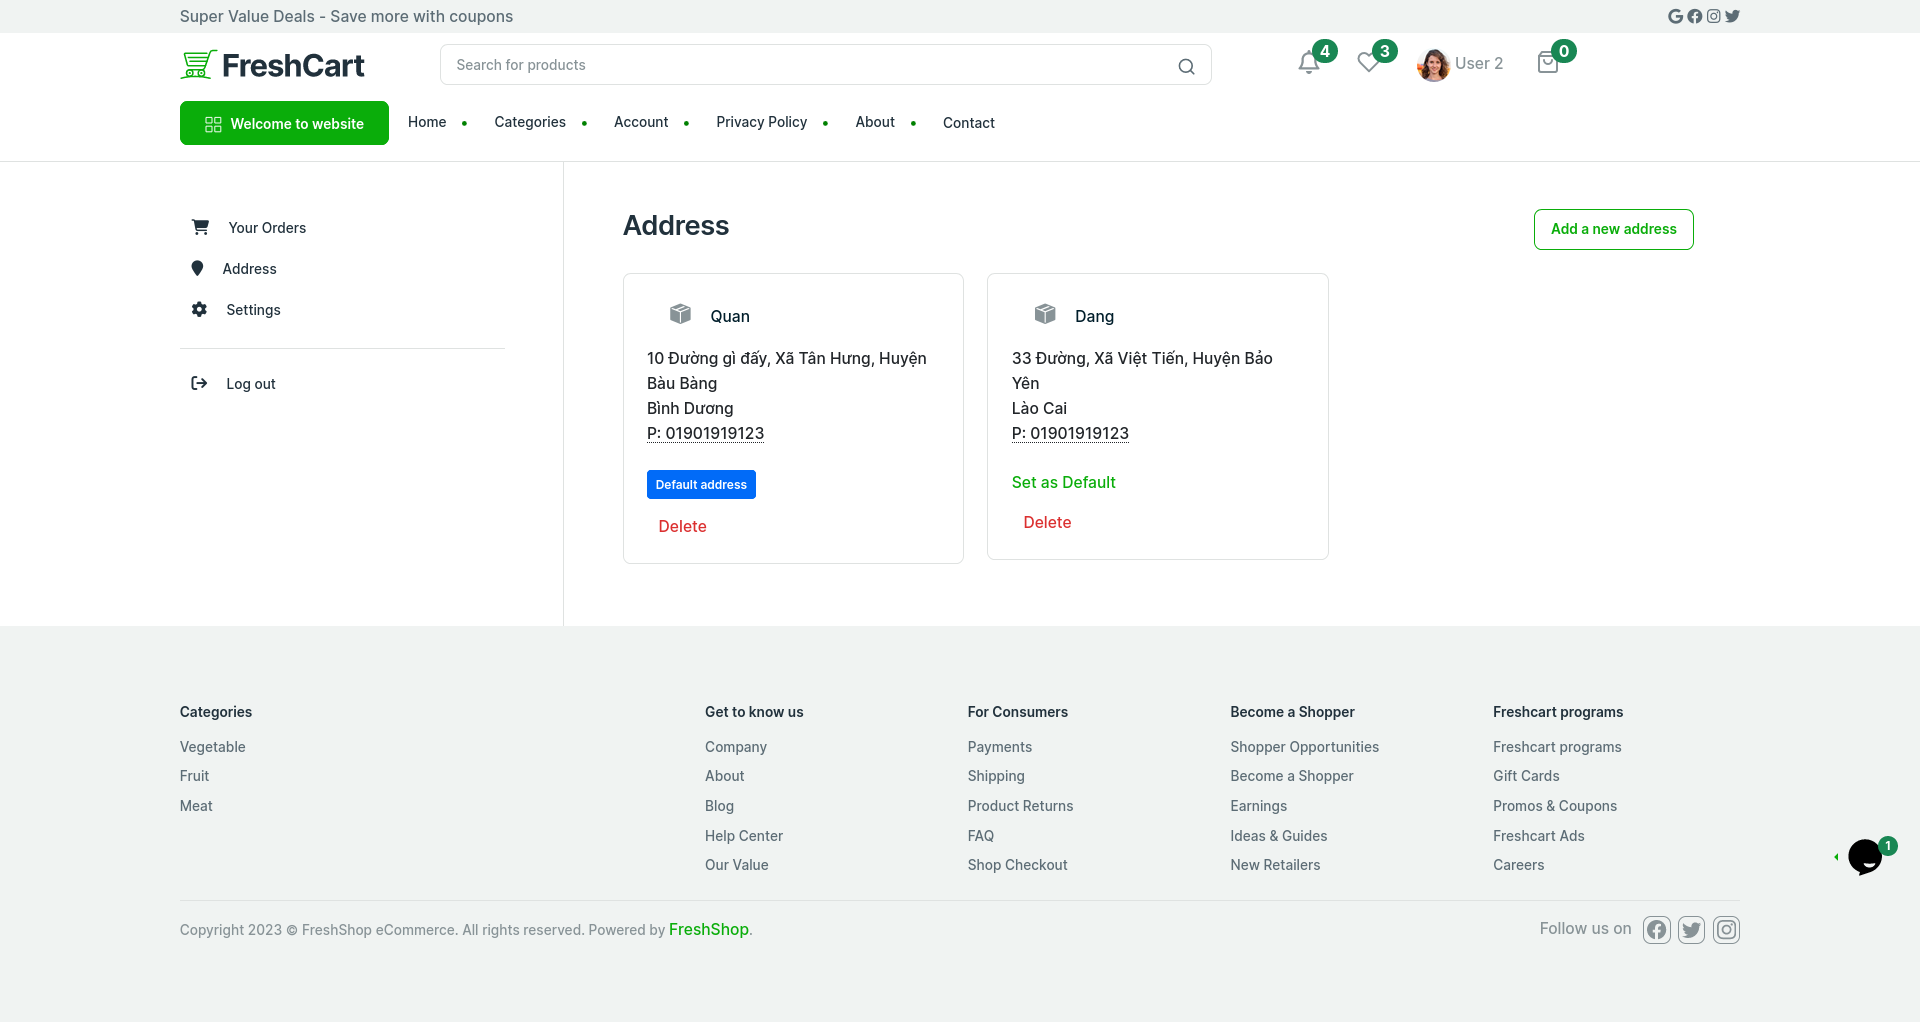 Super Value Deals - Save more with coupons
FreshCart
Search for products
4
3
User 2
0
Welcome to website
Home
Categories
Account
Privacy Policy
About
Contact
Your Orders
Address
Settings
Log out
Address
Add a new address
Quan
10 Đường gì đấy, Xã Tân Hưng, Huyện
Bàu Bàng
Bình Dương
P: 01901919123
Default address
Delete
Dang
33 Đường, Xã Việt Tiến, Huyện Bảo
Yên
Lào Cai
P: 01901919123
Set as Default
Delete
Categories
Vegetable
Fruit
Meat
Get to know us
Company
About
Blog
Help Center
Our Value
For Consumers
Payments
Shipping
Product Returns
FAQ
Shop Checkout
Become a Shopper
Shopper Opportunities
Become a Shopper
Earnings
Ideas & Guides
New Retailers
Freshcart programs
Freshcart programs
Gift Cards
Promos & Coupons
Freshcart Ads
Careers
1
Copyright 2023 © FreshShop eCommerce. All rights reserved. Powered by FreshShop.
Follow us on